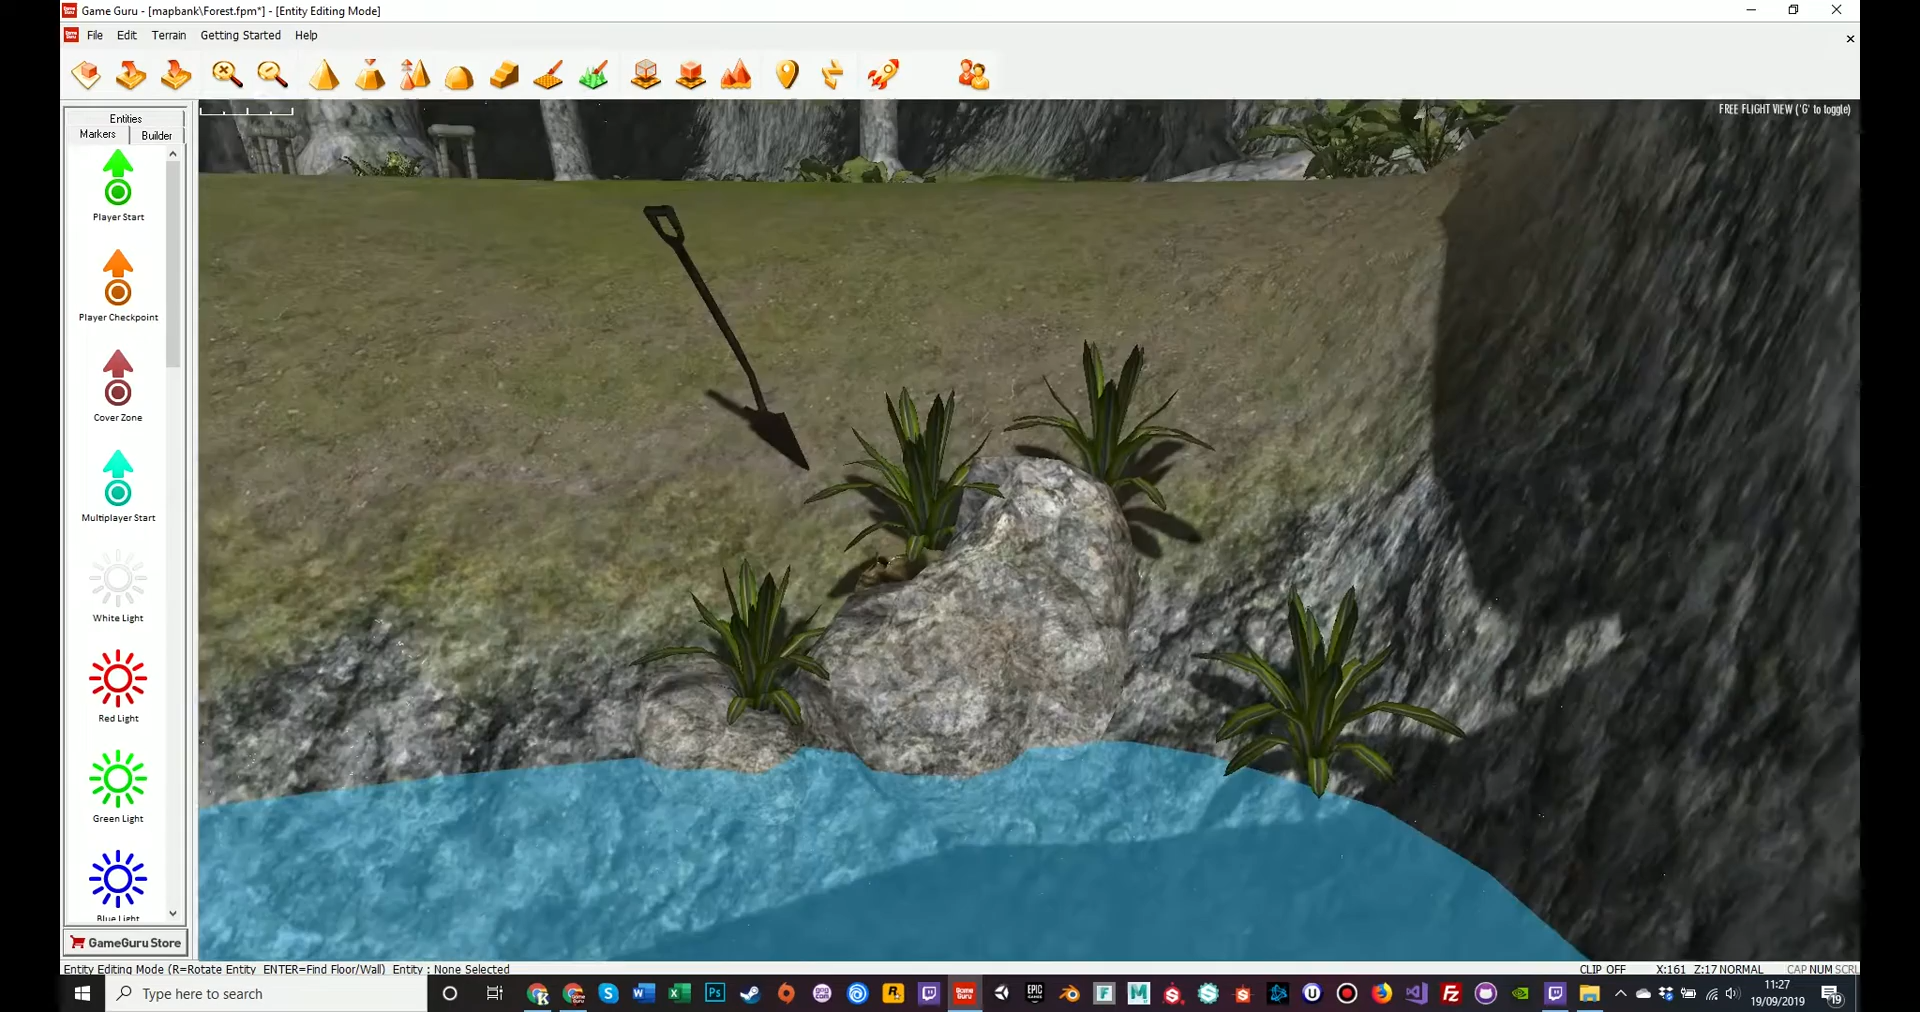 Game Guru - [mapbank\Forest.fpm*] - [Entity Editing Mode]
File Edit Terrain Getting Started Help
FREE FLIGHT VIEW ('G' to toggle)
Entities
Markers Builder
Player Start
Player Checkpoint
Cover Zone
Multiplayer Start
White Light
Red Light
Green Light
Blue Light
GameGuru Store
Entity Editing Mode (R=Rotate Entity ENTER=Find Floor/Wall) Entity : None Selected
CLIP OFF X:161 Z:17 NORMAL CAP NUM SCRL
Type here to search
11:27
19/09/2019
19